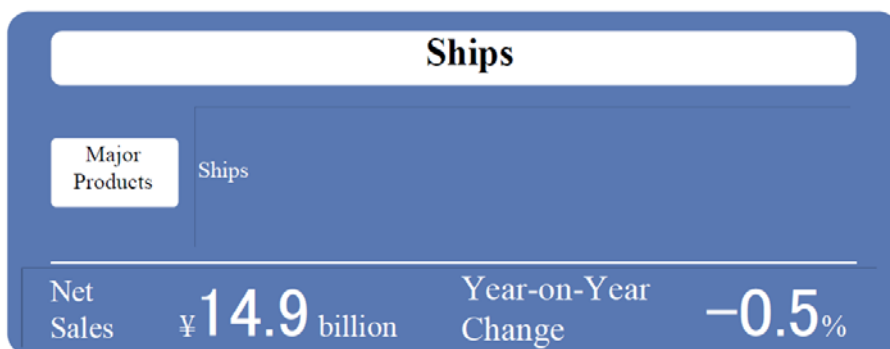 Ships
Major
Products
Ships
Net
Sales
¥14.9 billion
Year-on-Year
Change
−0.5%